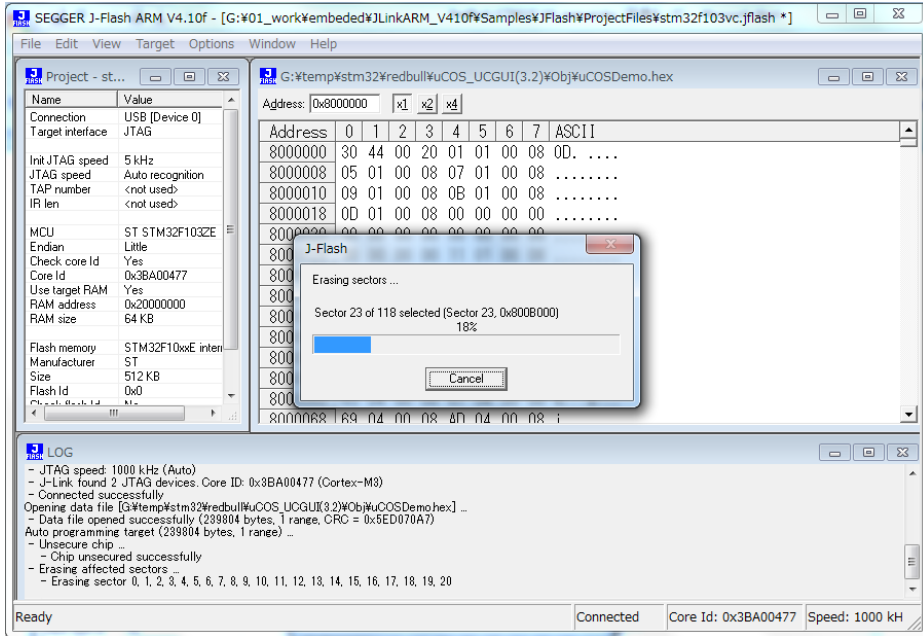 SEGGER J-Flash ARM V4.10f - [G:¥01_work¥embeded¥JLinkARM_V410f¥Samples¥JFlash¥ProjectFiles¥stm32f103vc.jflash *]
File Edit View Target Options Window Help
Project - st...
Name Value
Connection USB [Device 0]
Target interface JTAG
Init JTAG speed 5 kHz
JTAG speed Auto recognition
TAP number <not used>
IR len <not used>
MCU ST STM32F103ZE
Endian Little
Check core Id Yes
Core Id 0x3BA00477
Use target RAM Yes
RAM address 0x20000000
RAM size 64 KB
Flash memory STM32F10xxE intern
Manufacturer ST
Size 512 KB
Flash Id 0x0
G:¥temp¥stm32¥redbull¥uCOS_UCGUI(3.2)¥Obj¥uCOSDemo.hex
Address: 0x8000000 x1 x2 x4
Address 0 1 2 3 4 5 6 7 ASCII
8000000 30 44 00 20 01 01 00 08 0D. ....
8000008 05 01 00 08 07 01 00 08 ........
8000010 09 01 00 08 0B 01 00 08 ........
8000018 0D 01 00 08 00 00 00 00 ........
8000068 69 04 00 08 AD 04 00 08 i
J-Flash
Erasing sectors ...
Sector 23 of 118 selected (Sector 23, 0x800B000)
18%
Cancel
LOG
- JTAG speed: 1000 kHz (Auto)
- J-Link found 2 JTAG devices. Core ID: 0x3BA00477 (Cortex-M3)
- Connected successfully
Opening data file [G:¥temp¥stm32¥redbull¥uCOS_UCGUI(3.2)¥Obj¥uCOSDemo.hex] ...
- Data file opened successfully (239804 bytes, 1 range, CRC = 0x5ED070A7)
Auto programming target (239804 bytes, 1 range) ...
- Unsecure chip ...
- Chip unsecured successfully
- Erasing affected sectors ...
- Erasing sector 0, 1, 2, 3, 4, 5, 6, 7, 8, 9, 10, 11, 12, 13, 14, 15, 16, 17, 18, 19, 20
Ready Connected Core Id: 0x3BA00477 Speed: 1000 kH